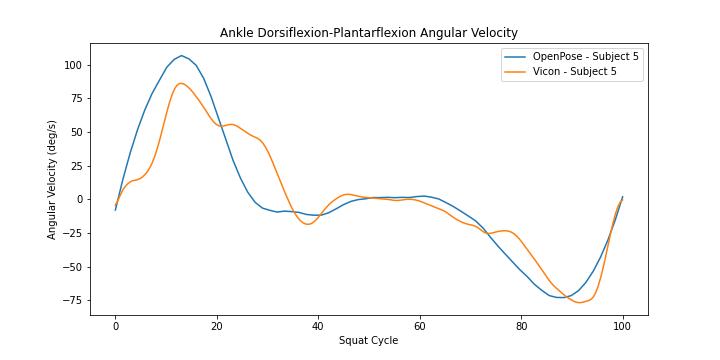 Ankle Dorsiflexion-Plantarflexion Angular Velocity
OpenPose - Subject 5
Vicon - Subject 5
Angular Velocity (deg/s)
100
75
50
25
0
−25
−50
−75
0 20 40 60 80 100
Squat Cycle